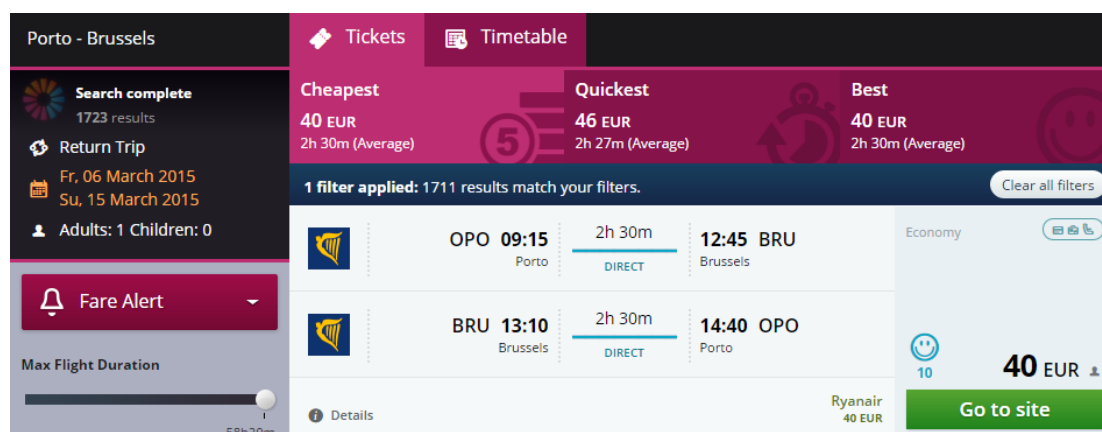 Porto - Brussels
Tickets
Timetable
Search complete
1723 results
Return Trip
Fr, 06 March 2015
Su, 15 March 2015
Adults: 1 Children: 0
Fare Alert
Max Flight Duration
58h20m
Cheapest
40 EUR
2h 30m (Average)
5
Quickest
46 EUR
2h 27m (Average)
Best
40 EUR
2h 30m (Average)
1 filter applied: 1711 results match your filters.
Clear all filters
OPO 09:15
Porto
2h 30m
DIRECT
12:45 BRU
Brussels
BRU 13:10
Brussels
2h 30m
DIRECT
14:40 OPO
Porto
Details
Ryanair
40 EUR
Economy
10
40 EUR
Go to site